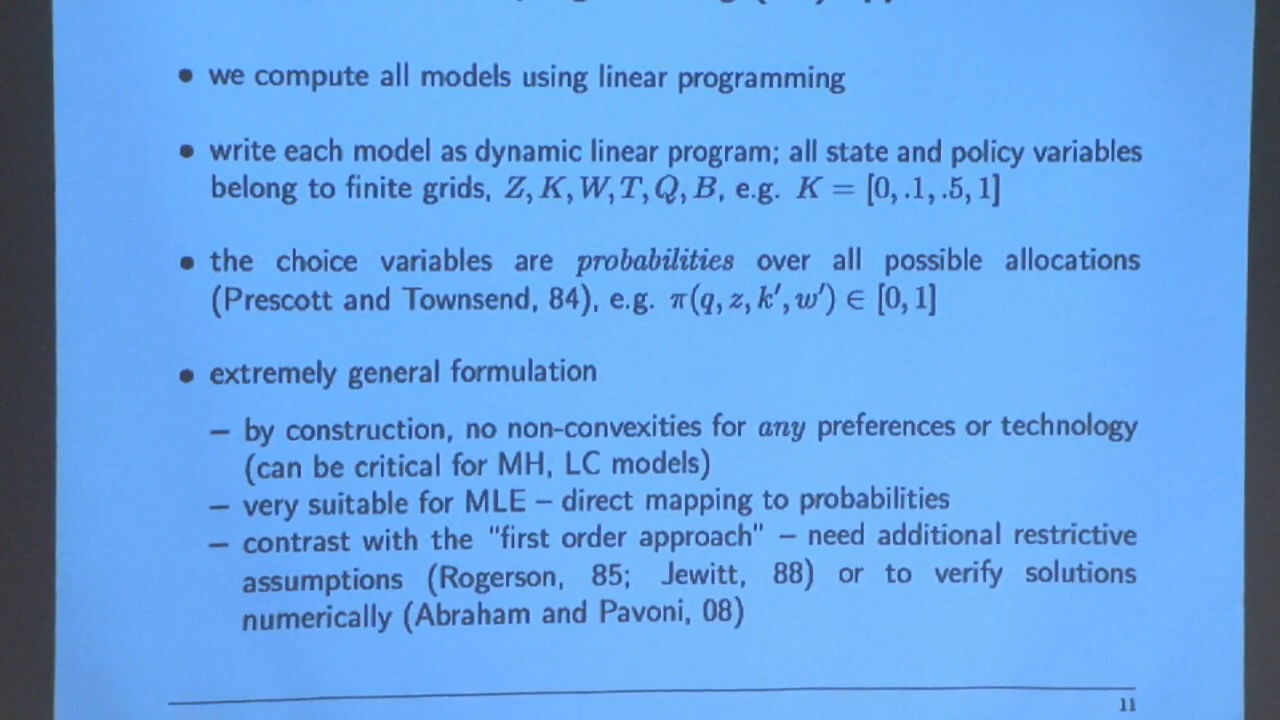 • we compute all models using linear programming
• write each model as dynamic linear program; all state and policy variables
belong to finite grids, Z, K, W, T, Q, B, e.g. K = [0, .1, .5, 1]
• the choice variables are probabilities over all possible allocations
(Prescott and Townsend, 84), e.g. π(q, z, k′, w′) ∈ [0, 1]
• extremely general formulation
– by construction, no non-convexities for any preferences or technology
(can be critical for MH, LC models)
– very suitable for MLE – direct mapping to probabilities
– contrast with the "first order approach" – need additional restrictive
assumptions (Rogerson, 85; Jewitt, 88) or to verify solutions
numerically (Abraham and Pavoni, 08)
11